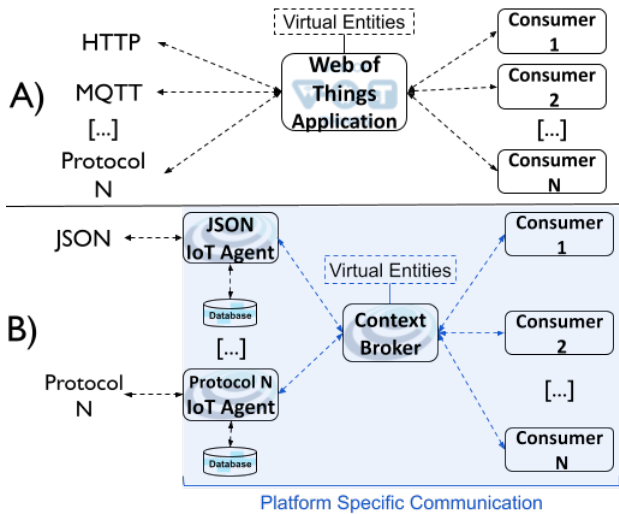 A)
HTTP
MQTT
[...]
Protocol
N
Virtual Entities
Web of
Things
Application
Consumer
1
Consumer
2
[...]
Consumer
N
B)
JSON
JSON
IoT Agent
Database
[...]
Protocol
N
Protocol N
IoT Agent
Database
Virtual Entities
Context
Broker
Consumer
1
Consumer
2
[...]
Consumer
N
Platform Specific Communication